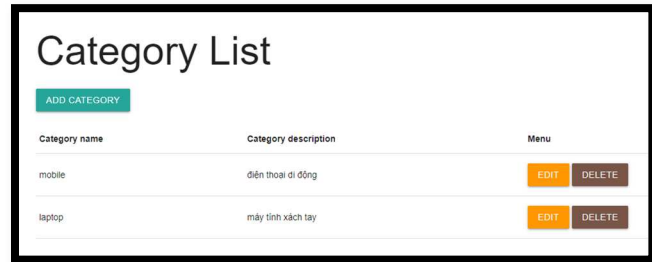 Category List
ADD CATEGORY
Category name Category description Menu
mobile điện thoại di động EDIT DELETE
laptop máy tính xách tay EDIT DELETE